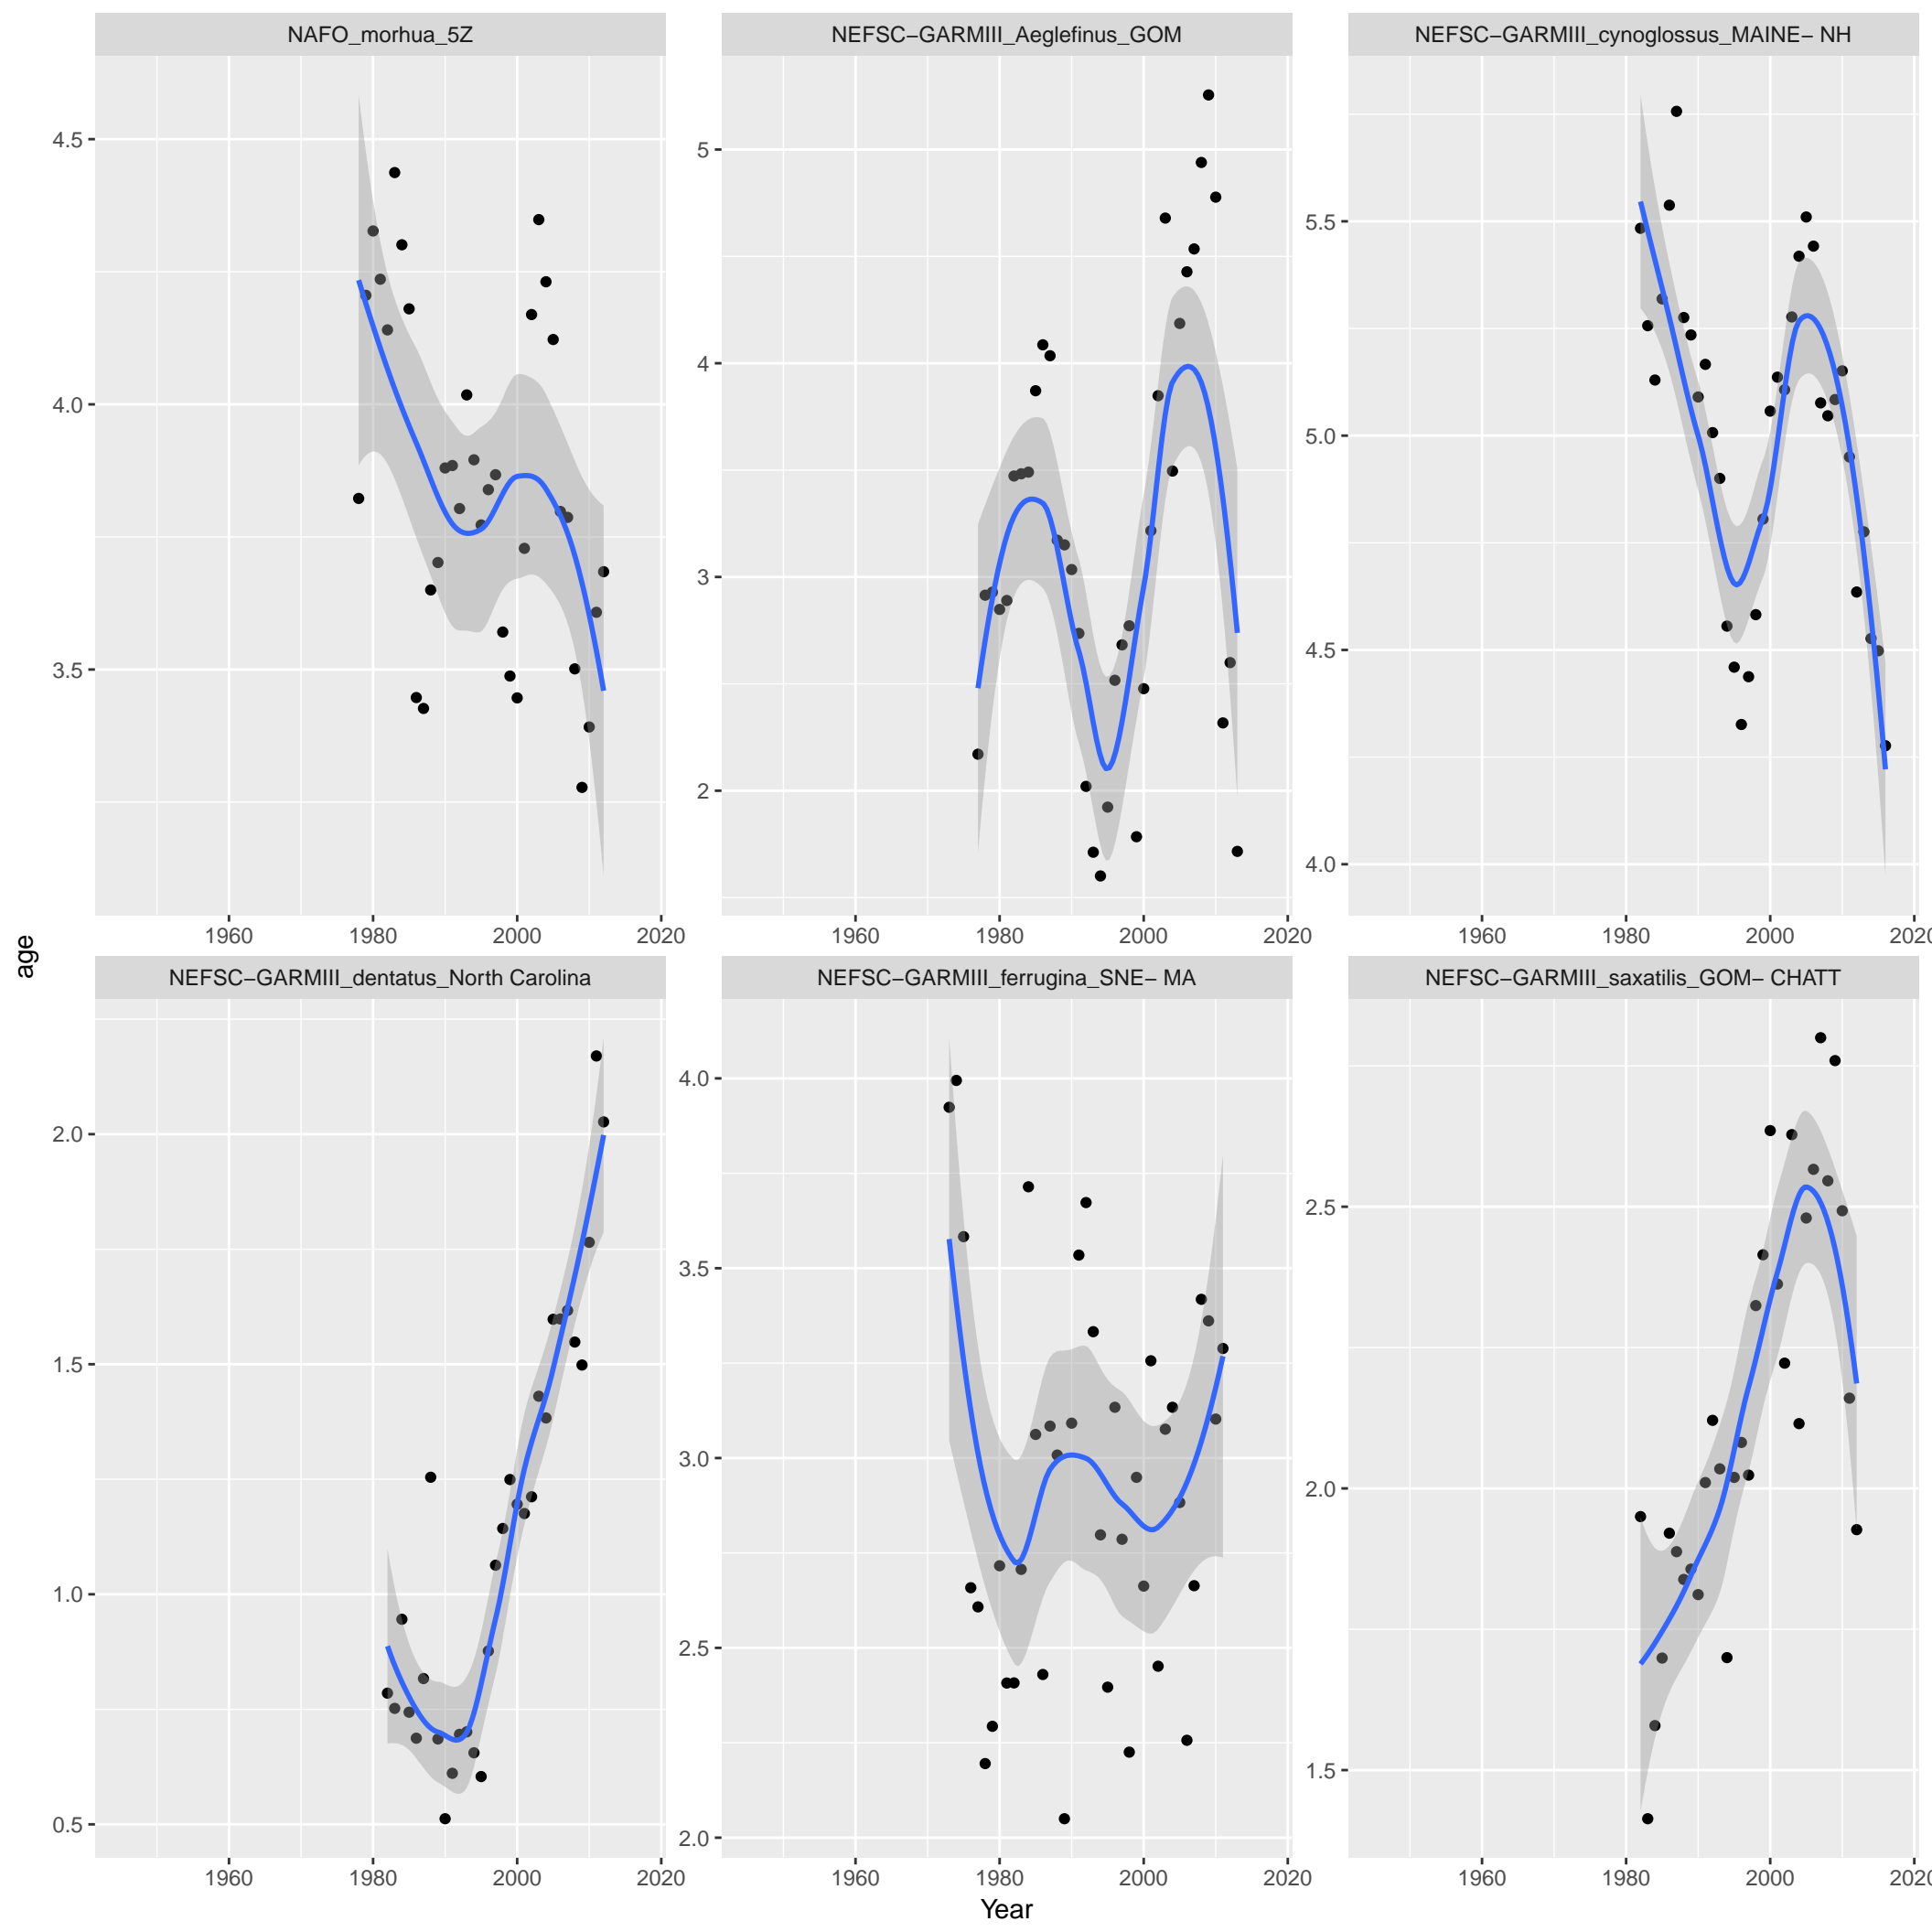 NAFO_morhua_5Z
NEFSC−GARMIII_Aeglefinus_GOM
NEFSC−GARMIII_cynoglossus_MAINE− NH
4.5
4.0
3.5
5
4
3
2
5.5
5.0
4.5
4.0
1960 1980 2000 2020
1960 1980 2000 2020
1960 1980 2000 2020
age
NEFSC−GARMIII_dentatus_North Carolina
NEFSC−GARMIII_ferrugina_SNE− MA
NEFSC−GARMIII_saxatilis_GOM− CHATT
2.0
1.5
1.0
0.5
4.0
3.5
3.0
2.5
2.0
2.5
2.0
1.5
1960 1980 2000 2020
1960 1980 2000 2020
1960 1980 2000 2020
Year